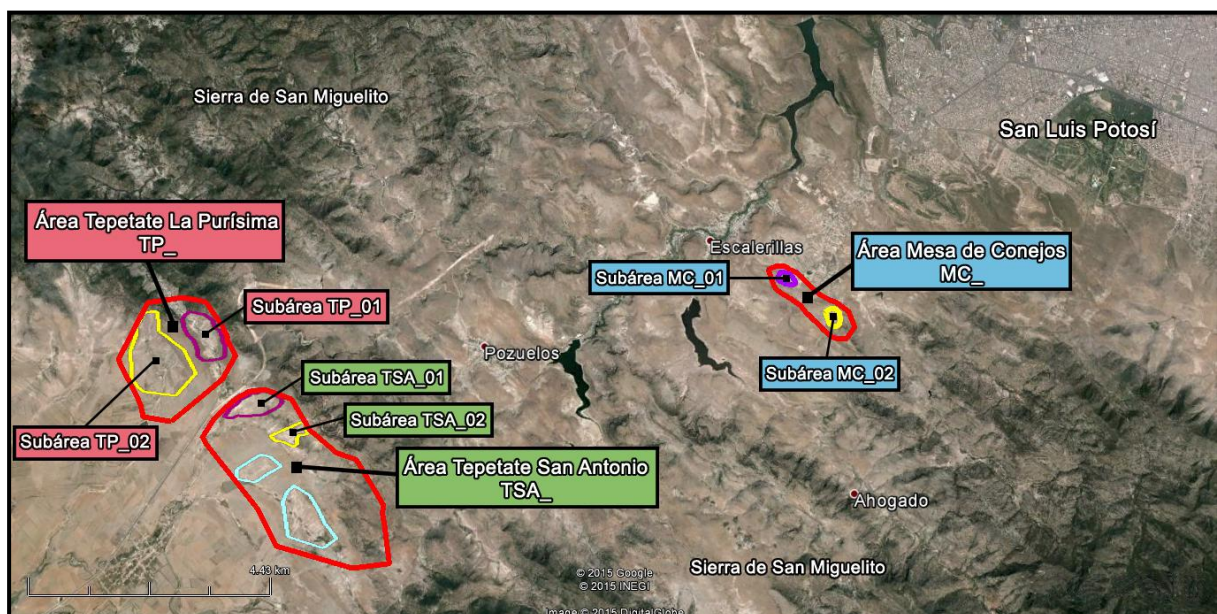 Sierra de San Miguelito
San Luis Potosí
Área Tepetate La Purísima
TP_
Escalerillas
Área Mesa de Conejos
MC_
Subárea MC_01
Subárea TP_01
Pozuelos
Subárea MC_02
Subárea TSA_01
Subárea TSA_02
Subárea TP_02
Área Tepetate San Antonio
TSA_
Ahogado
Sierra de San Miguelito
4.43 km
© 2015 Google
© 2015 INEGI
Image © 2015 DigitalGlobe